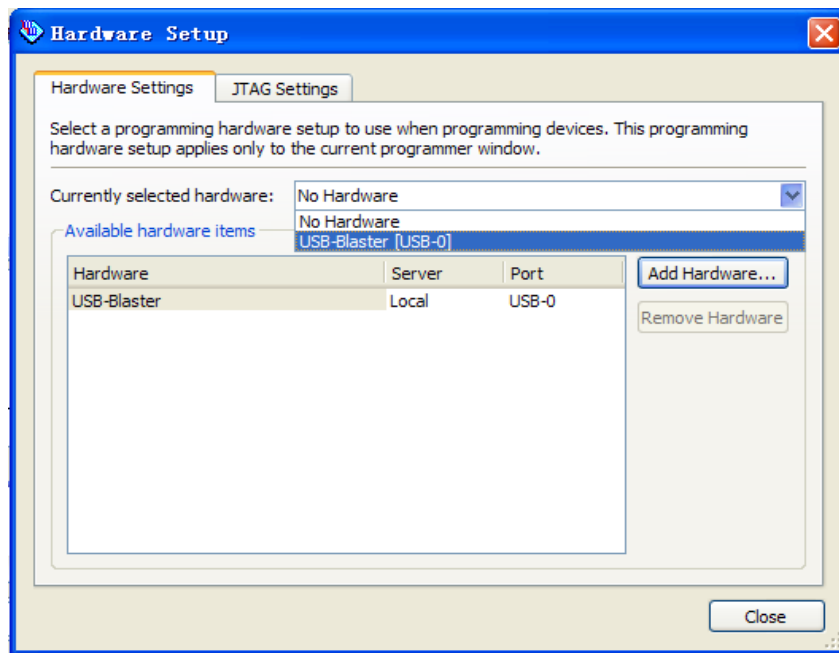 Hardware Setup
Hardware Settings
JTAG Settings
Select a programming hardware setup to use when programming devices. This programming
hardware setup applies only to the current programmer window.
Currently selected hardware:
No Hardware
No Hardware
USB-Blaster [USB-0]
Available hardware items
Hardware Server Port
USB-Blaster Local USB-0
Add Hardware...
Remove Hardware
Close